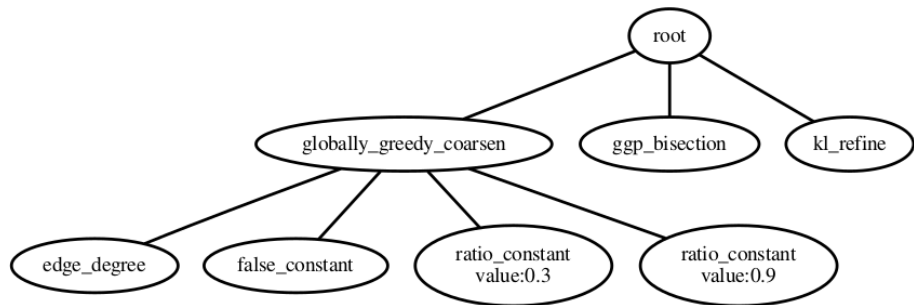 root
globally_greedy_coarsen
ggp_bisection
kl_refine
edge_degree
false_constant
ratio_constant
value:0.3
ratio_constant
value:0.9